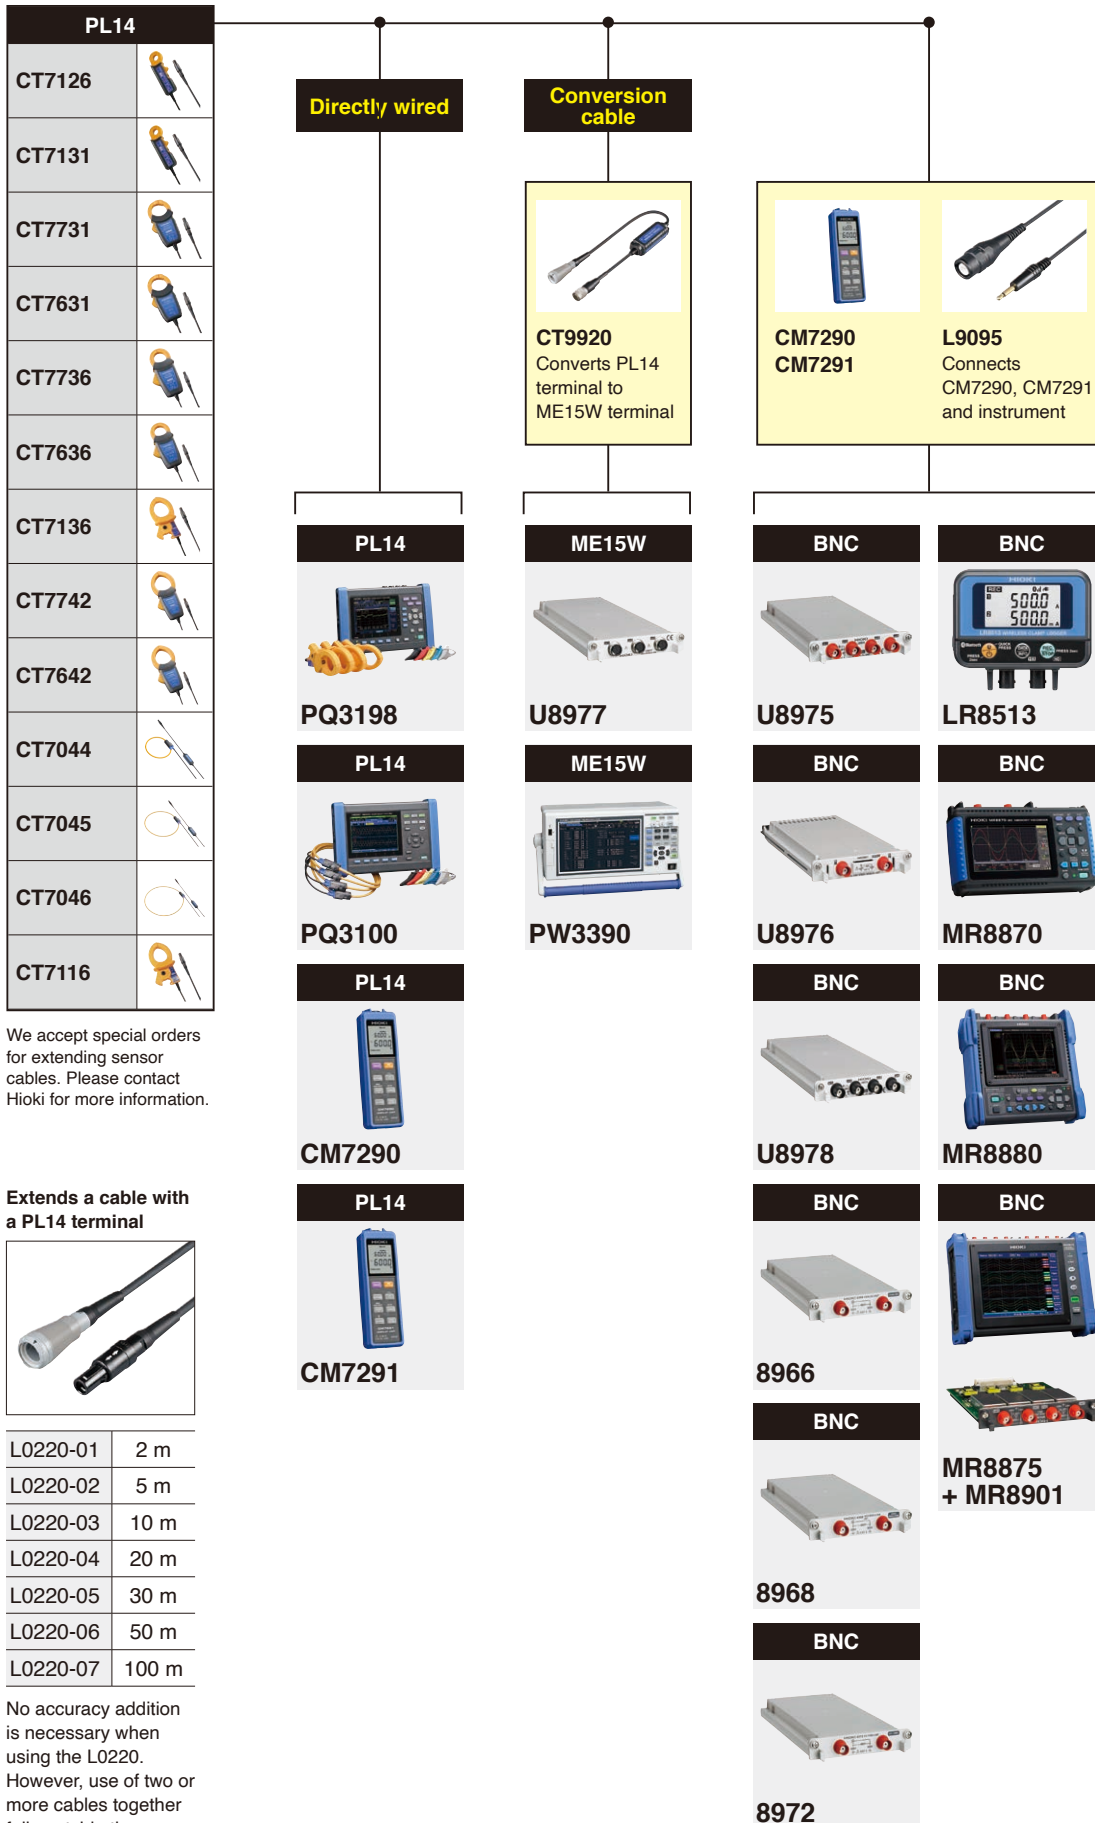 PL14
CT7126
CT7131
CT7731
CT7631
CT7736
CT7636
CT7136
CT7742
CT7642
CT7044
CT7045
CT7046
CT7116
We accept special orders
for extending sensor
cables. Please contact
Hioki for more information.
Extends a cable with
a PL14 terminal
L0220-01 2 m
L0220-02 5 m
L0220-03 10 m
L0220-04 20 m
L0220-05 30 m
L0220-06 50 m
L0220-07 100 m
No accuracy addition
is necessary when
using the L0220.
However, use of two or
more cables together
Directly wired
PL14
PQ3198
PL14
PQ3100
PL14
CM7290
PL14
CM7291
Conversion
cable
CT9920
Converts PL14
terminal to
ME15W terminal
ME15W
U8977
ME15W
PW3390
CM7290
CM7291
L9095
Connects
CM7290, CM7291
and instrument
BNC
U8975
BNC
U8976
BNC
U8978
BNC
8966
BNC
8968
BNC
8972
BNC
HIOKI
500.0 A
500.0 A
LR8513
BNC
MR8870
BNC
MR8880
BNC
MR8875
+ MR8901